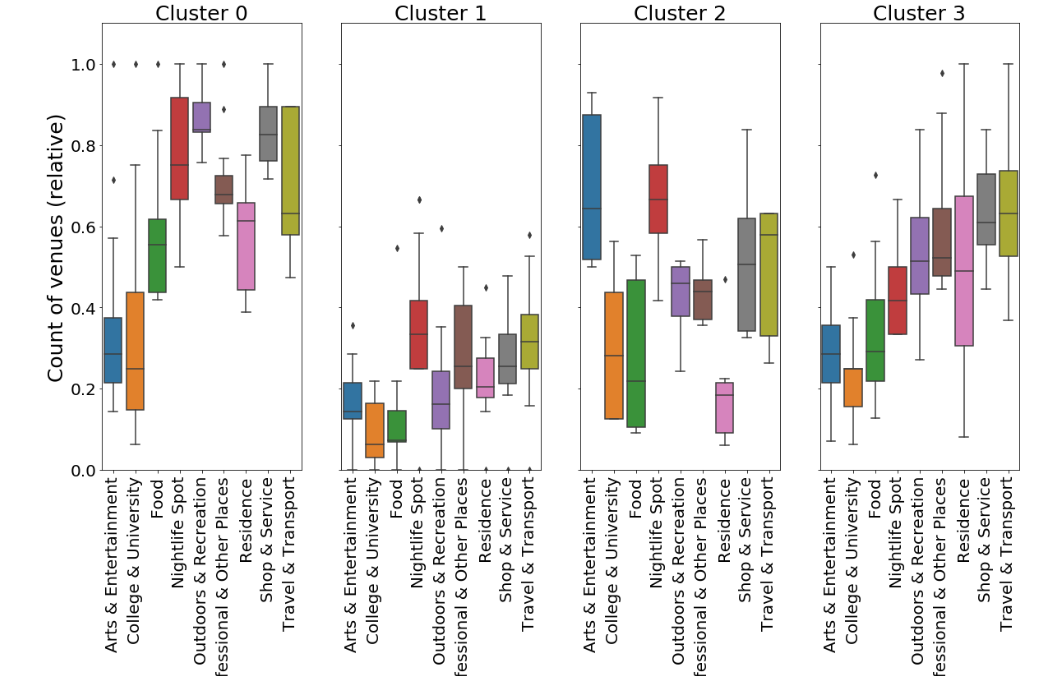 Cluster 0
Cluster 1
Cluster 2
Cluster 3
Count of venues (relative)
1.0
0.8
0.6
0.4
0.2
0.0
Arts & Entertainment
College & University
Food
Nightlife Spot
Outdoors & Recreation
fessional & Other Places
Residence
Shop & Service
Travel & Transport
Arts & Entertainment
College & University
Food
Nightlife Spot
Outdoors & Recreation
fessional & Other Places
Residence
Shop & Service
Travel & Transport
Arts & Entertainment
College & University
Food
Nightlife Spot
Outdoors & Recreation
fessional & Other Places
Residence
Shop & Service
Travel & Transport
Arts & Entertainment
College & University
Food
Nightlife Spot
Outdoors & Recreation
fessional & Other Places
Residence
Shop & Service
Travel & Transport